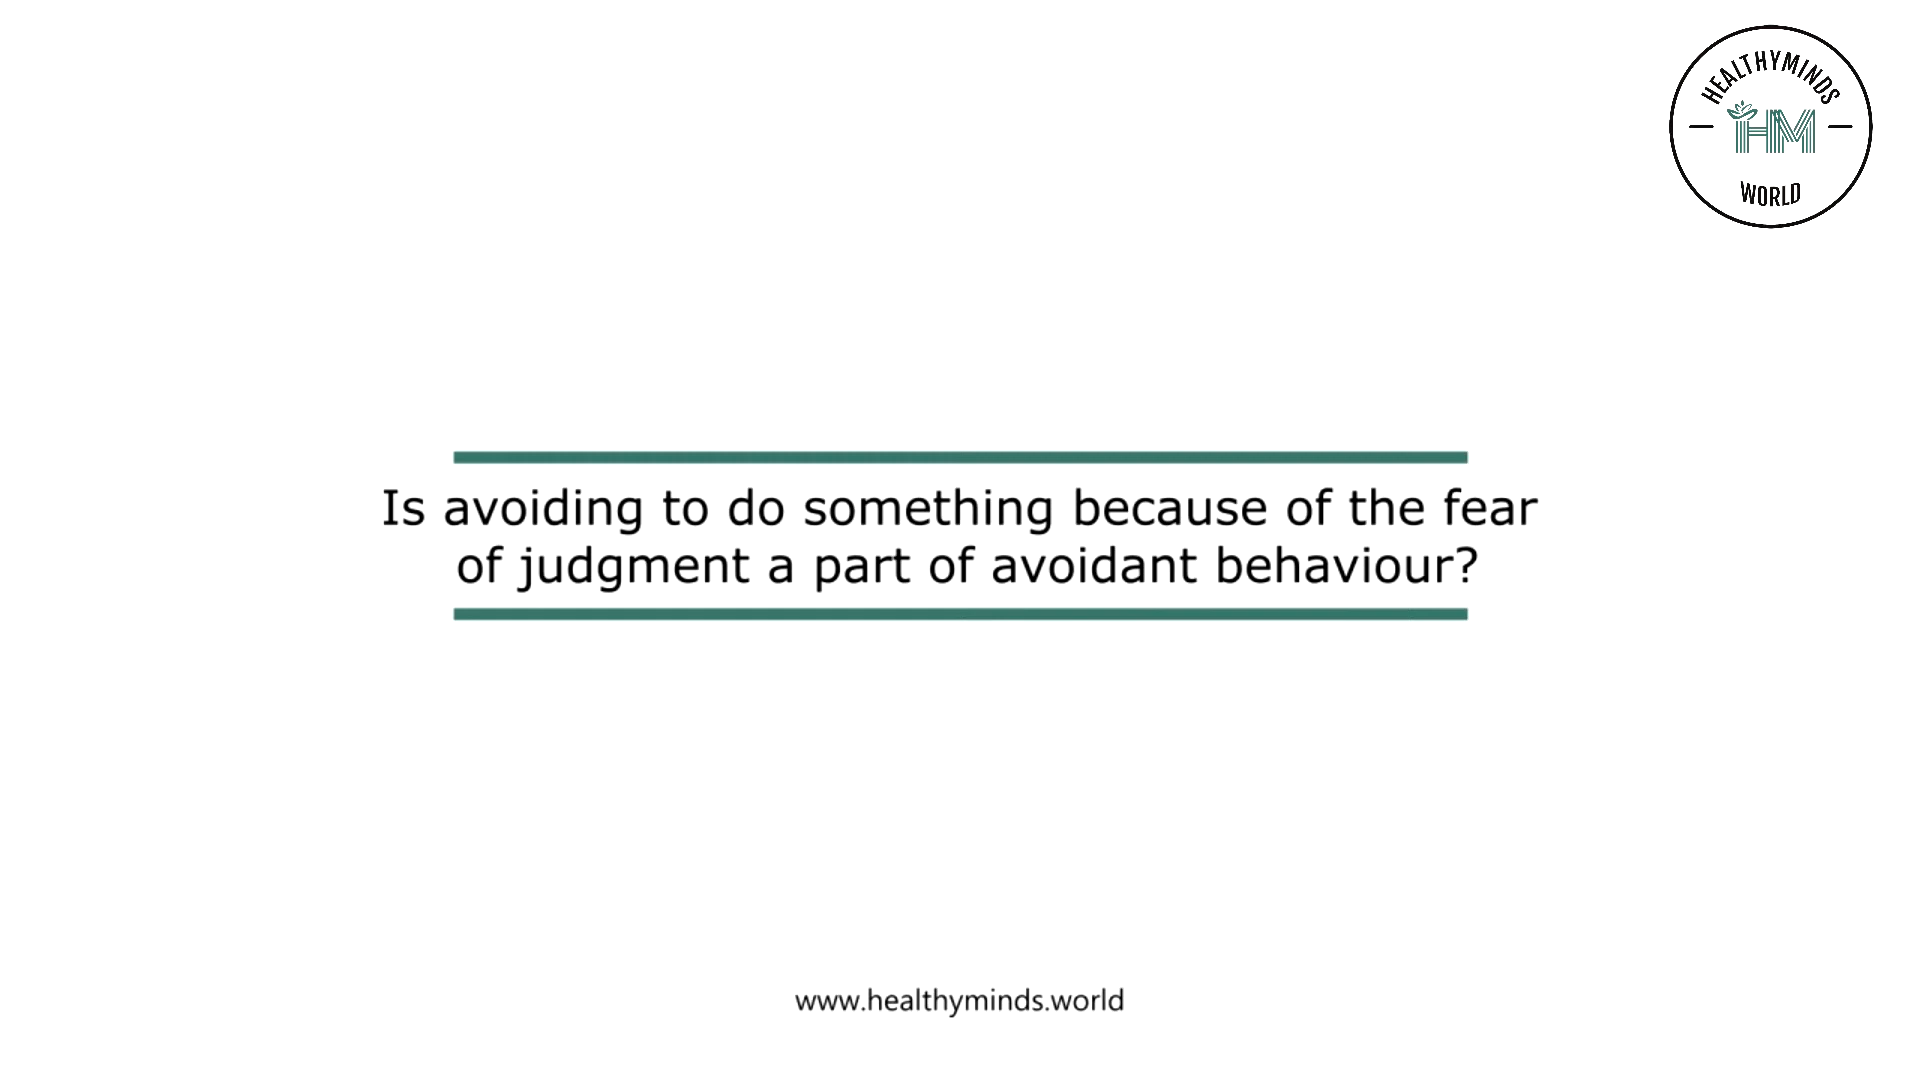 HEALTHYMINDS
HM
WORLD
Is avoiding to do something because of the fear
of judgment a part of avoidant behaviour?
www.healthyminds.world